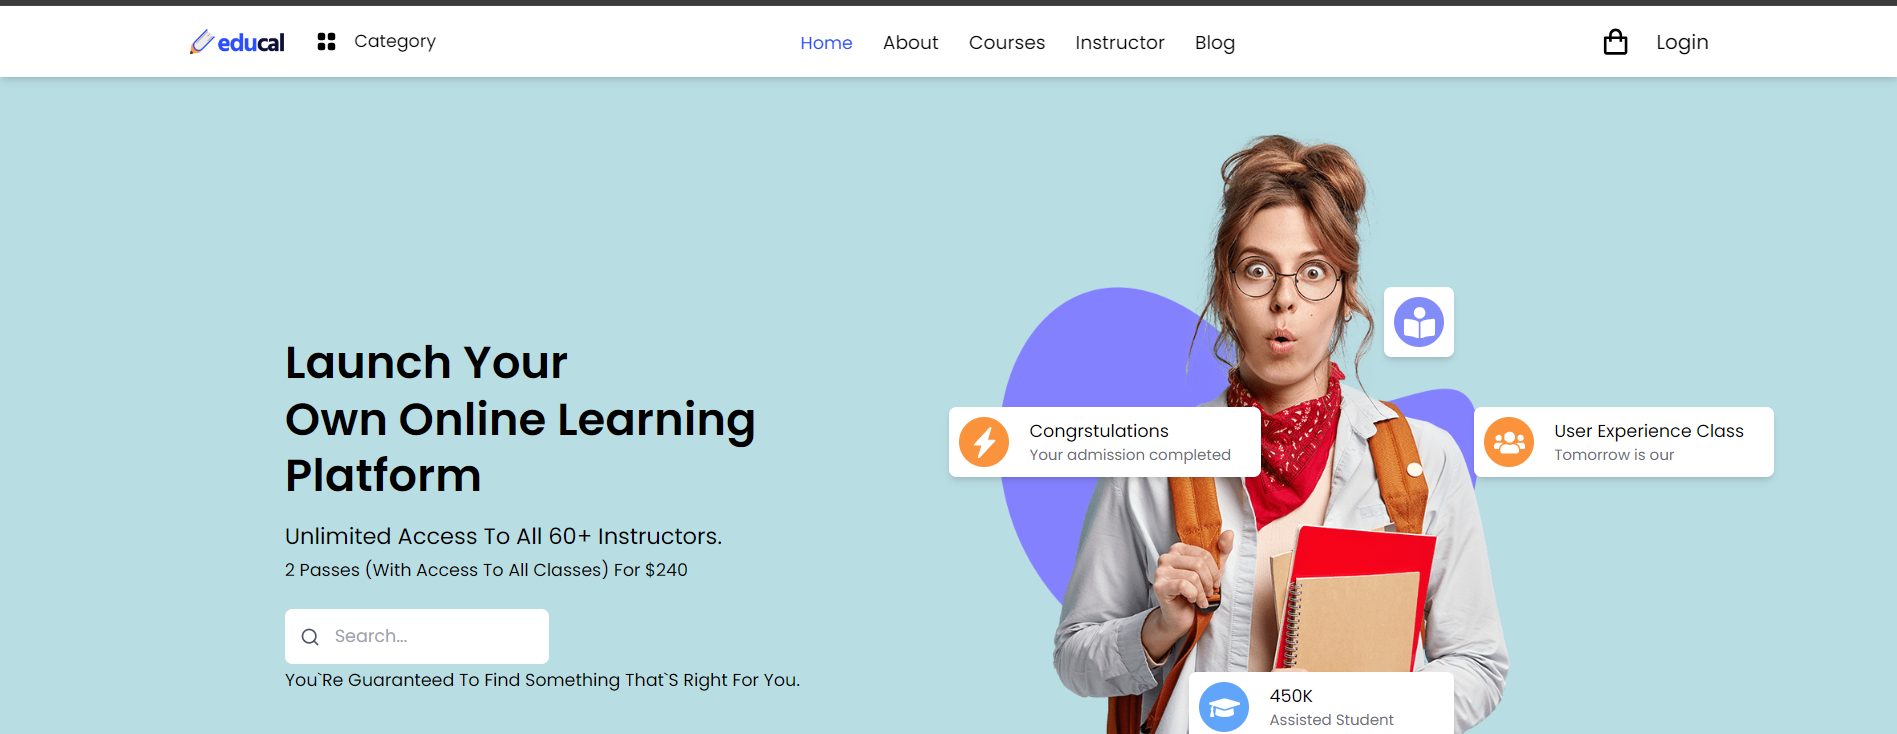 educal
Category
Home
About
Courses
Instructor
Blog
Login
Launch Your
Own Online Learning
Platform
Unlimited Access To All 60+ Instructors.
2 Passes (With Access To All Classes) For $240
Search...
You`Re Guaranteed To Find Something That`S Right For You.
Congrstulations
Your admission completed
User Experience Class
Tomorrow is our
450K
Assisted Student